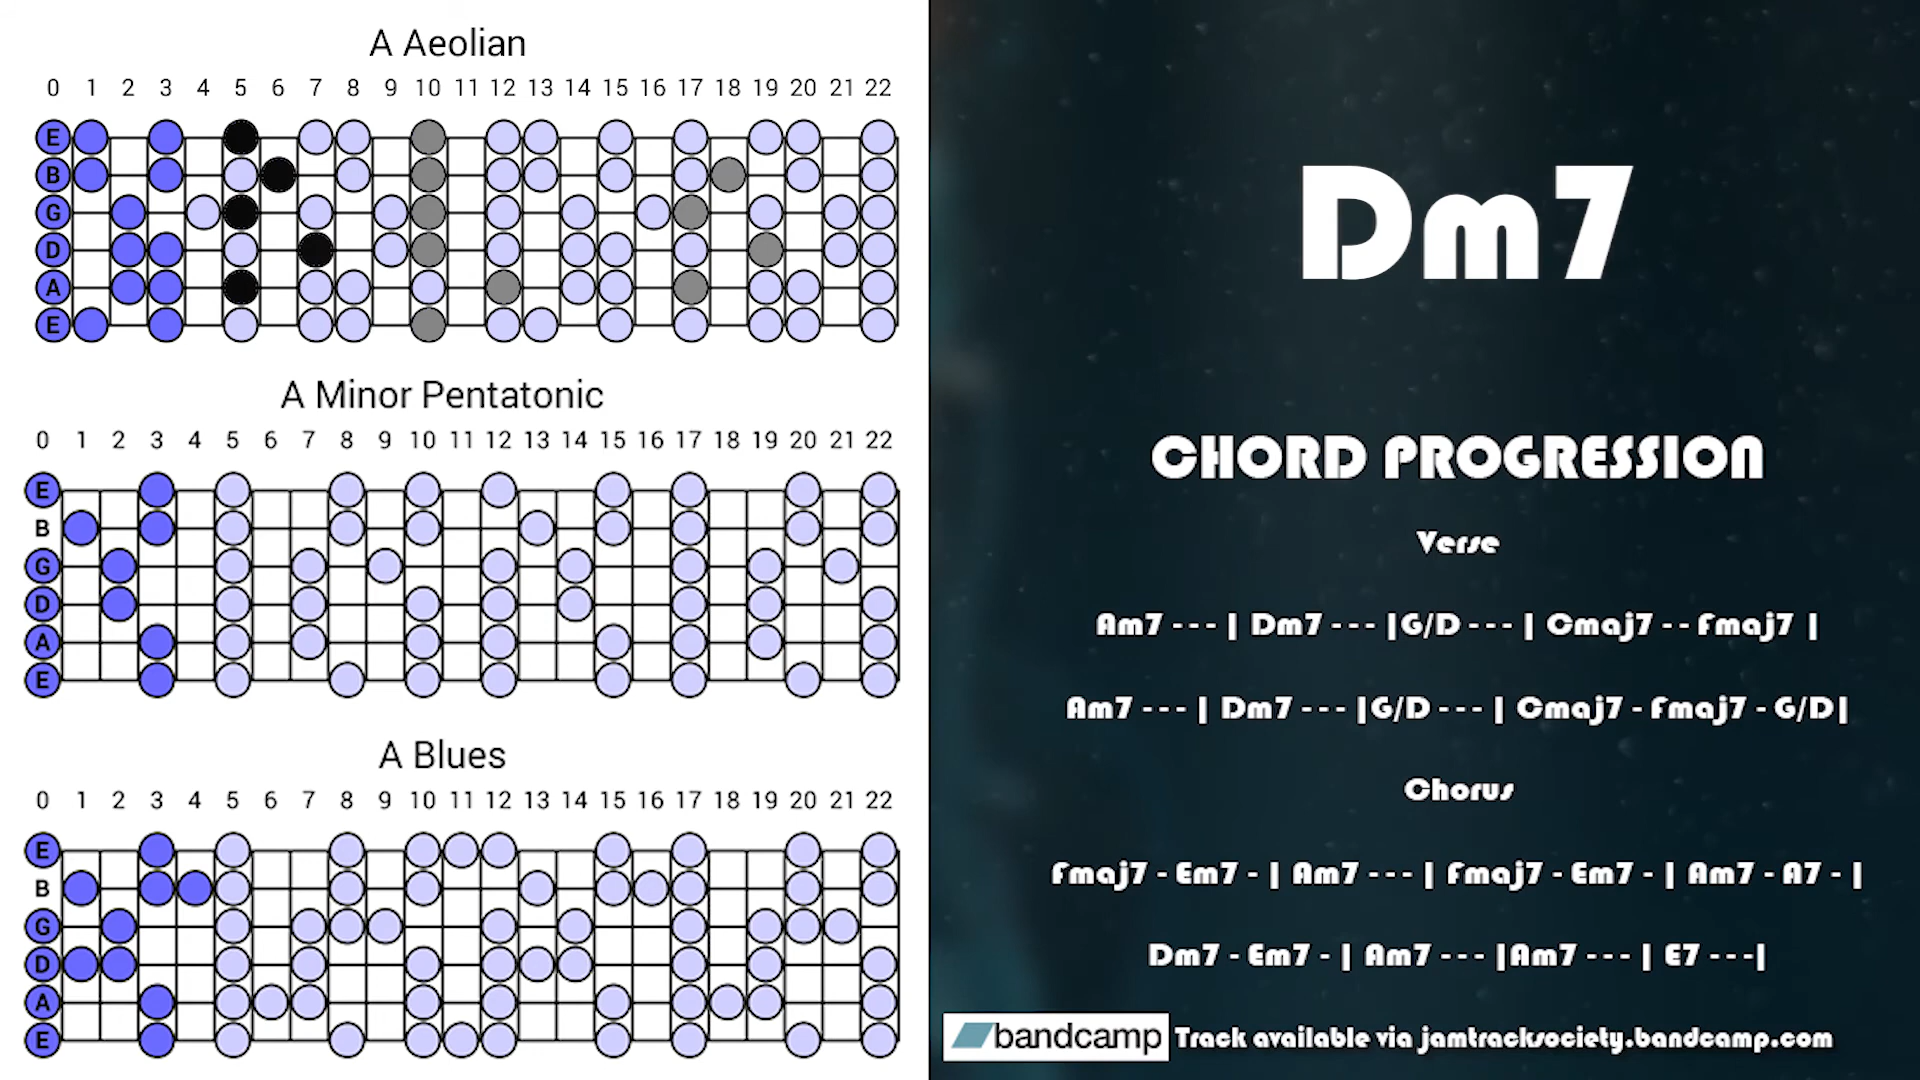 A Aeolian
0 1 2 3 4 5 6 7 8 9 10 11 12 13 14 15 16 17 18 19 20 21 22
E
B
G
D
A
E
A Minor Pentatonic
0 1 2 3 4 5 6 7 8 9 10 11 12 13 14 15 16 17 18 19 20 21 22
E
B
G
D
A
E
A Blues
0 1 2 3 4 5 6 7 8 9 10 11 12 13 14 15 16 17 18 19 20 21 22
E
B
G
D
A
E
Dm7
CHORD PROGRESSION
Verse
Am7 - - - | Dm7 - - - |G/D - - - | Cmaj7 - - Fmaj7 |
Am7 - - - | Dm7 - - - |G/D - - - | Cmaj7 - Fmaj7 - G/D|
Chorus
Fmaj7 - Em7 - | Am7 - - - | Fmaj7 - Em7 - | Am7 - A7 - |
Dm7 - Em7 - | Am7 - - - |Am7 - - - | E7 - - -|
bandcamp Track available via jamtracksociety.bandcamp.com